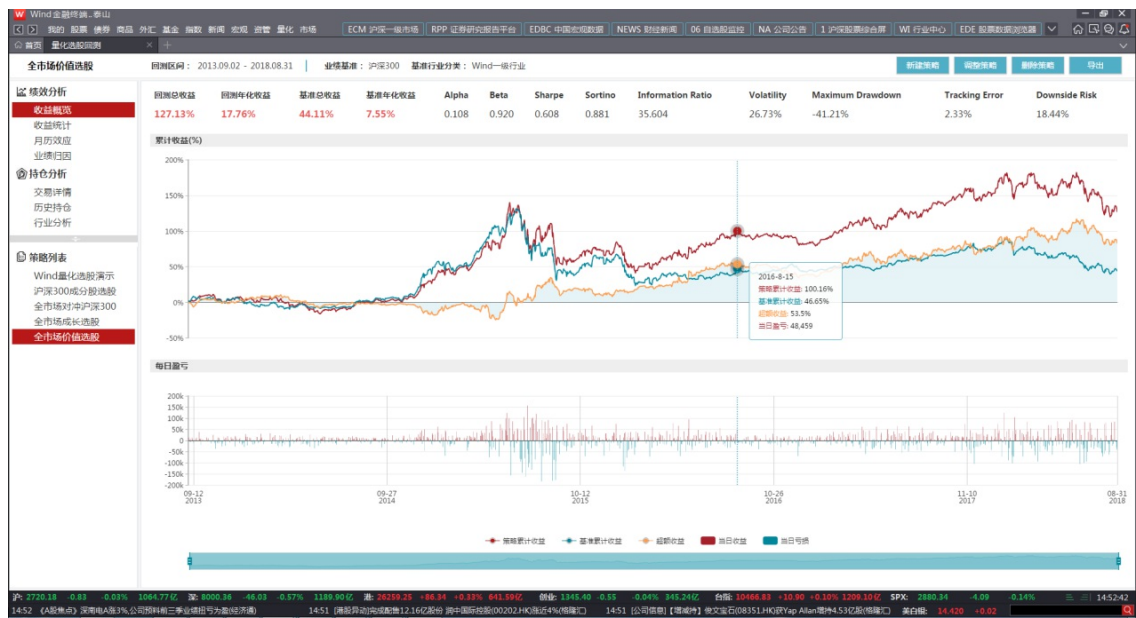 Wind金融终端_泰山
我的 股票 债券 商品 外汇 基金 指数 新闻 宏观 资管 量化 市场 ECM 沪深一级市场 RPP 证券研究报告平台 EDBC 中国宏观数据 NEWS 财经新闻 06 自选股监控 NA 公司公告 1 沪深股票综合屏 WI 行业中心 EDE 股票数据浏览器
首页 量化选股回测 × +
全市场价值选股 回测区间： 2013.09.02 - 2018.08.31 业绩基准： 沪深300 基准行业分类： Wind一级行业 新建策略 调整策略 删除策略 导出
绩效分析
收益概览
收益统计
月历效应
业绩归因
持仓分析
交易详情
历史持仓
行业分析
策略列表
Wind量化选股演示
沪深300成分股选股
全市场对冲沪深300
全市场成长选股
全市场价值选股
回测总收益 回测年化收益 基准总收益 基准年化收益 Alpha Beta Sharpe Sortino Information Ratio Volatility Maximum Drawdown Tracking Error Downside Risk
127.13% 17.76% 44.11% 7.55% 0.108 0.920 0.608 0.881 35.604 26.73% -41.21% 2.33% 18.44%
累计收益(%)
200%
150%
100%
50%
0%
-50%
2016-8-15
策略累计收益: 100.16%
基准累计收益: 46.65%
超额收益: 53.5%
当日盈亏: 48,459
每日盈亏
200k
150k
100k
50k
0
-50k
-100k
-150k
-200k
09-12 09-27 10-12 10-26 11-10 08-31
2013 2014 2015 2016 2017 2018
策略累计收益 基准累计收益 超额收益 当日收益 当日亏损
沪: 2720.18 -0.83 -0.03% 1064.77亿 深: 8000.36 -46.03 -0.57% 1189.90亿 港: 26259.25 +86.34 +0.33% 641.59亿 创业: 1345.40 -0.55 -0.04% 345.24亿 台指: 10466.83 +10.90 +0.10% 1209.10亿 SPX: 2880.34 -4.09 -0.14% 14:52:42
14:52 《A股焦点》深南电A涨3%,公司预料前三季业绩扭亏为盈(经济通) 14:51 [港股异动]完成配售12.16亿股份 润中国际控股(00202.HK)涨近4%(格隆汇) 14:51 [公司信息]【增减持】俊文宝石(08351.HK)获Yap Allan增持4.53亿股(格隆汇) 美白银: 14.420 +0.02